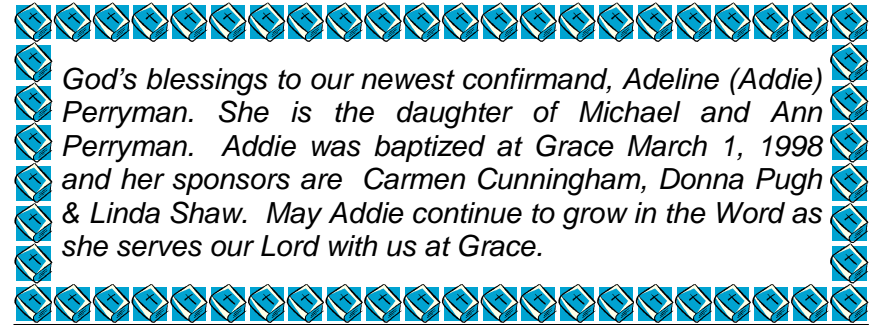 God's blessings to our newest confirmand, Adeline (Addie)
Perryman. She is the daughter of Michael and Ann
Perryman. Addie was baptized at Grace March 1, 1998
and her sponsors are Carmen Cunningham, Donna Pugh
& Linda Shaw. May Addie continue to grow in the Word as
she serves our Lord with us at Grace.